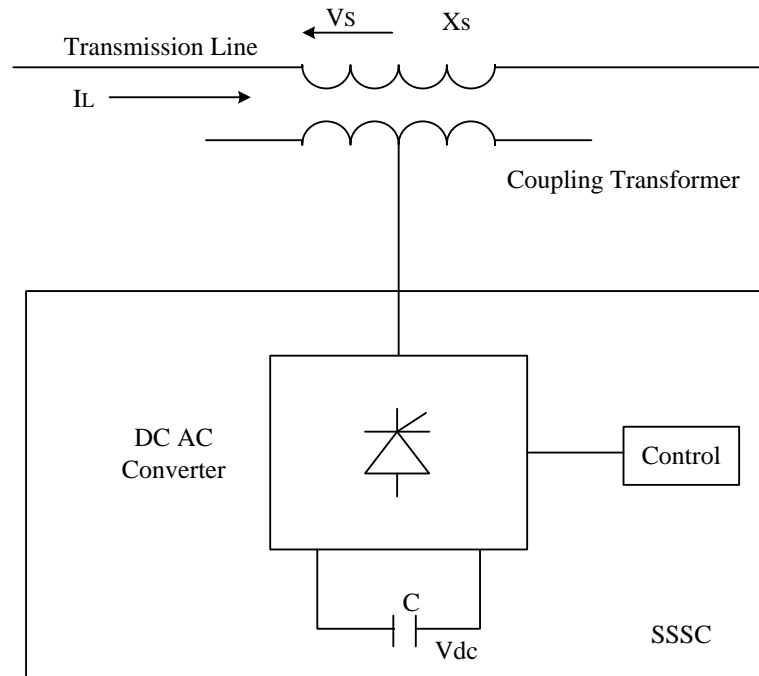 Vs
Xs
Transmission Line
IL
Coupling Transformer
DC AC
Converter
Control
C
Vdc
SSSC